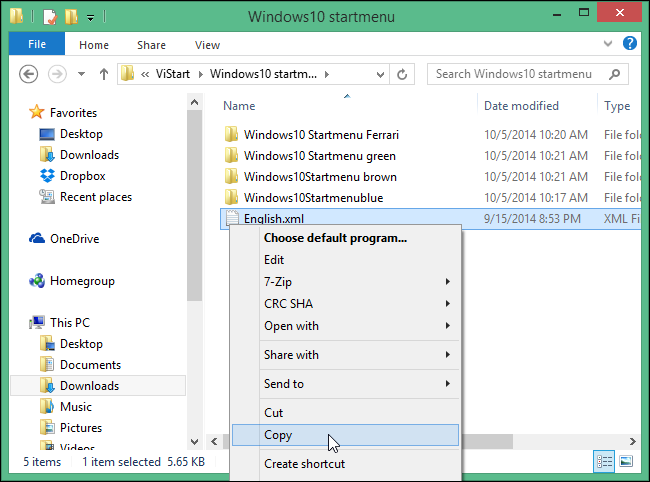 Windows10 startmenu
File Home Share View
« ViStart Windows10 startm... Search Windows10 startmenu
Name Date modified Type
Favorites
Desktop
Downloads
Dropbox
Recent places
OneDrive
Homegroup
This PC
Desktop
Documents
Downloads
Music
Pictures
Videos
Windows10 Startmenu Ferrari 10/5/2014 10:20 AM File fol
Windows10 Startmenu green 10/5/2014 10:21 AM File fol
Windows10Startmenu brown 10/5/2014 10:21 AM File fol
Windows10Startmenublue 10/5/2014 10:17 AM File fol
English.xml 9/15/2014 8:53 PM XML Fi
Choose default program...
Edit
7-Zip
CRC SHA
Open with
Share with
Send to
Cut
Copy
Create shortcut
5 items 1 item selected 5.65 KB